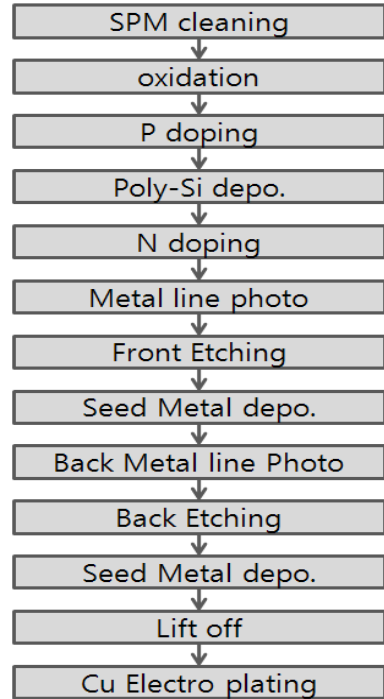 SPM cleaning
oxidation
P doping
Poly-Si depo.
N doping
Metal line photo
Front Etching
Seed Metal depo.
Back Metal line Photo
Back Etching
Seed Metal depo.
Lift off
Cu Electro plating